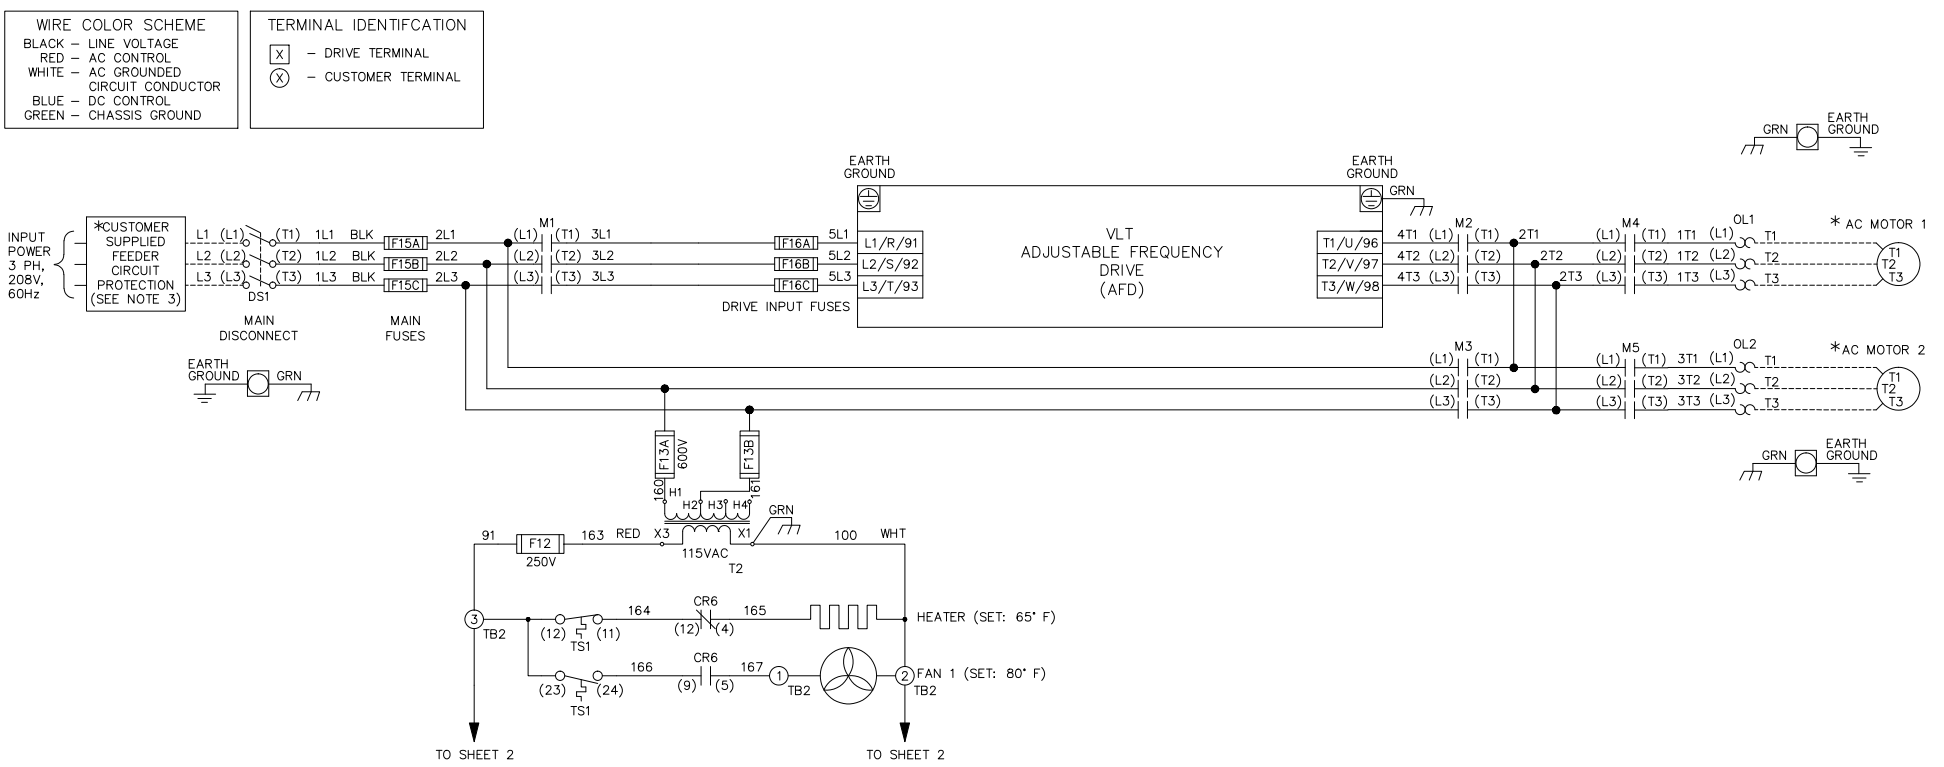 WIRE COLOR SCHEME
BLACK – LINE VOLTAGE
RED – AC CONTROL
WHITE – AC GROUNDED
CIRCUIT CONDUCTOR
BLUE – DC CONTROL
GREEN – CHASSIS GROUND
TERMINAL IDENTIFCATION
X – DRIVE TERMINAL
X – CUSTOMER TERMINAL
GRN
EARTH
GROUND
EARTH
GROUND
EARTH
GROUND
GRN
INPUT
POWER
3 PH,
208V,
60Hz
*CUSTOMER
SUPPLIED
FEEDER
CIRCUIT
PROTECTION
(SEE NOTE 3)
L1 (L1) (T1) 1L1 BLK F15A 2L1 (L1) M1 (T1) 3L1 F16A 5L1 L1/R/91
L2 (L2) (T2) 1L2 BLK F15B 2L2 (L2) (T2) 3L2 F16B 5L2 L2/S/92
L3 (L3) (T3) 1L3 BLK F15C 2L3 (L3) (T3) 3L3 F16C 5L3 L3/T/93
DS1
MAIN
DISCONNECT
MAIN
FUSES
DRIVE INPUT FUSES
VLT
ADJUSTABLE FREQUENCY
DRIVE
(AFD)
T1/U/96 4T1 (L1) M2 (T1) 2T1 (L1) M4 (T1) 1T1 (L1) OL1 T1
T2/V/97 4T2 (L2) (T2) 2T2 (L2) (T2) 1T2 (L2) T2
T3/W/98 4T3 (L3) (T3) 2T3 (L3) (T3) 1T3 (L3) T3
* AC MOTOR 1
T1
T2
T3
EARTH
GROUND
GRN
(L1) M3 (T1) (L1) M5 (T1) 3T1 (L1) OL2 T1
(L2) (T2) (L2) (T2) 3T2 (L2) T2
(L3) (T3) (L3) (T3) 3T3 (L3) T3
*AC MOTOR 2
T1
T2
T3
GRN
EARTH
GROUND
F13A
600V
F13B
160
161
H1
H2 H3 H4
GRN
91 F12 163 RED X3 X1 100 WHT
250V
115VAC
T2
3
TB2
(12) (11)
TS1
164
CR6
(12) (4)
165
HEATER (SET: 65° F)
(23) (24)
TS1
166
CR6
(9) (5)
167
1
TB2
2
TB2
FAN 1 (SET: 80° F)
TO SHEET 2
TO SHEET 2